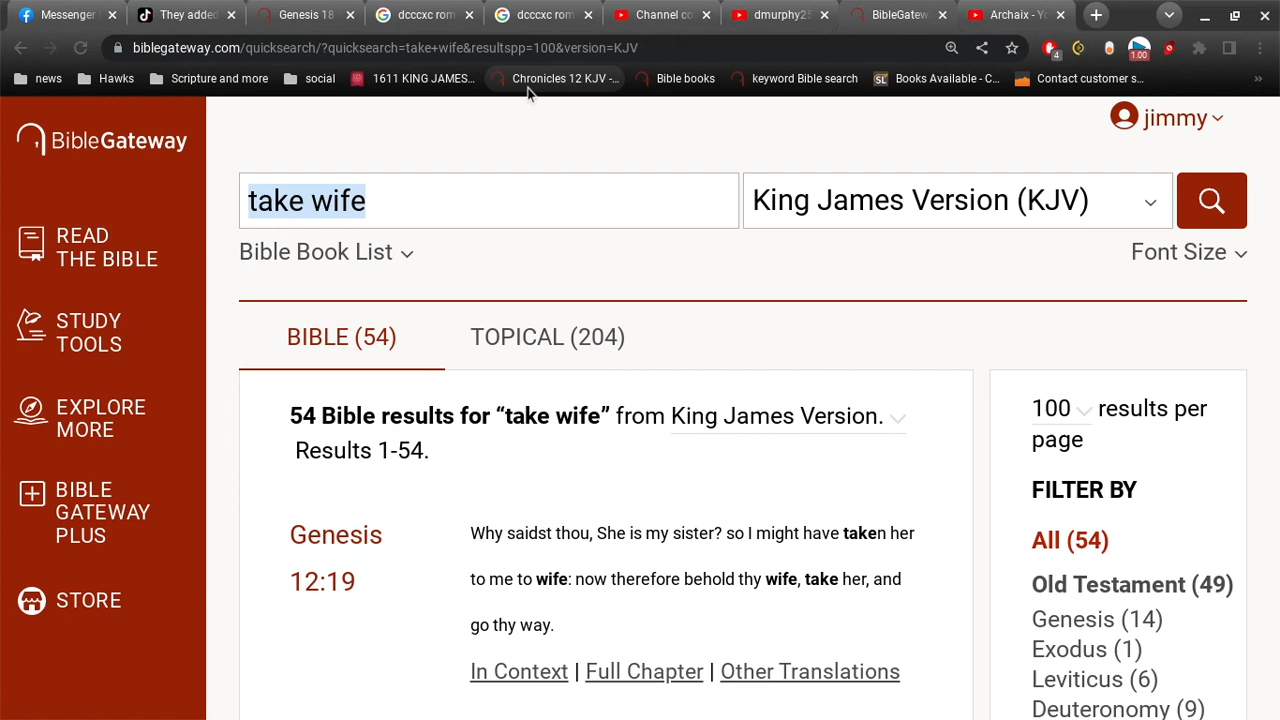 Messenger
They added
Genesis 18
dcccxc rom
dcccxc rom
Channel co
dmurphy25
BibleGatew
Archaix - Yo
biblegateway.com/quicksearch/?quicksearch=take+wife&resultspp=100&version=KJV
4
1.00
news
Hawks
Scripture and more
social
1611 KING JAMES...
Chronicles 12 KJV -...
Bible books
keyword Bible search
Books Available - C...
Contact customer s...
»
BibleGateway
jimmy
take wife
King James Version (KJV)
READ
THE BIBLE
Bible Book List
Font Size
STUDY
TOOLS
BIBLE (54)
TOPICAL (204)
EXPLORE
MORE
54 Bible results for “take wife” from King James Version.
Results 1-54.
100 results per
page
BIBLE
GATEWAY
PLUS
FILTER BY
Genesis
12:19
Why saidst thou, She is my sister? so I might have taken her
to me to wife: now therefore behold thy wife, take her, and
go thy way.
All (54)
Old Testament (49)
STORE
Genesis (14)
Exodus (1)
In Context | Full Chapter | Other Translations
Leviticus (6)
Deuteronomy (9)